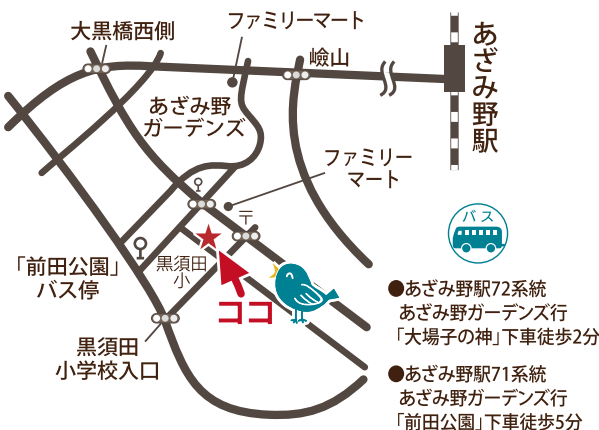 ファミリーマート
大黒橋西側
嶮山
あざみ野駅
あざみ野
ガーデンズ
ファミリー
マート
バス
〒
「前田公園」
バス停
黒須田
小
ココ
黒須田
小学校入口
●あざみ野駅72系統
あざみ野ガーデンズ行
「大場子の神」下車徒歩2分
●あざみ野駅71系統
あざみ野ガーデンズ行
「前田公園」下車徒歩5分